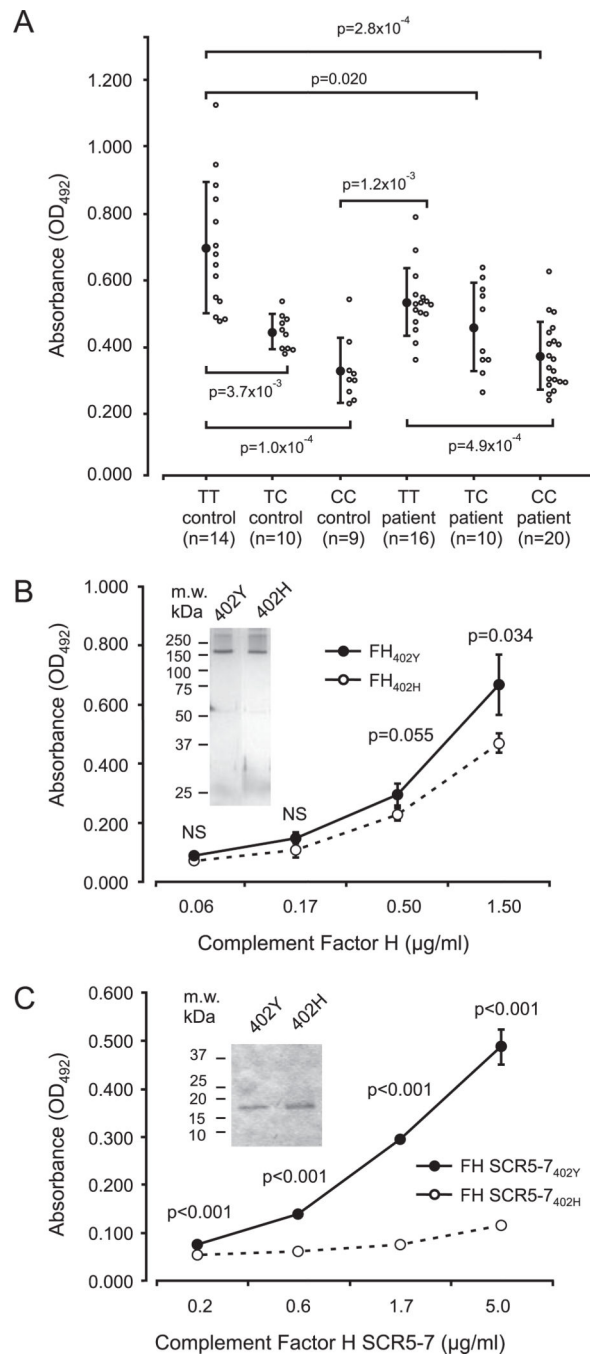 A
p=2.8x10⁻⁴
p=0.020
p=1.2x10⁻³
1.200
1.000
0.800
0.600
0.400
0.200
0.000
Absorbance (OD₄₉₂)
p=3.7x10⁻³
p=1.0x10⁻⁴
p=4.9x10⁻⁴
TT control (n=14)
TC control (n=10)
CC control (n=9)
TT patient (n=16)
TC patient (n=10)
CC patient (n=20)
B
1.000
0.800
0.600
0.400
0.200
0.000
Absorbance (OD₄₉₂)
m.w. kDa
402Y
402H
250
150
100
75
50
37
25
FH₄₀₂Y
FH₄₀₂H
NS
NS
p=0.055
p=0.034
0.06
0.17
0.50
1.50
Complement Factor H (µg/ml)
C
0.600
0.500
0.400
0.300
0.200
0.100
0.000
Absorbance (OD₄₉₂)
m.w. kDa
402Y
402H
37
25
20
15
10
p<0.001
p<0.001
p<0.001
p<0.001
FH SCR5-7₄₀₂Y
FH SCR5-7₄₀₂H
0.2
0.6
1.7
5.0
Complement Factor H SCR5-7 (µg/ml)